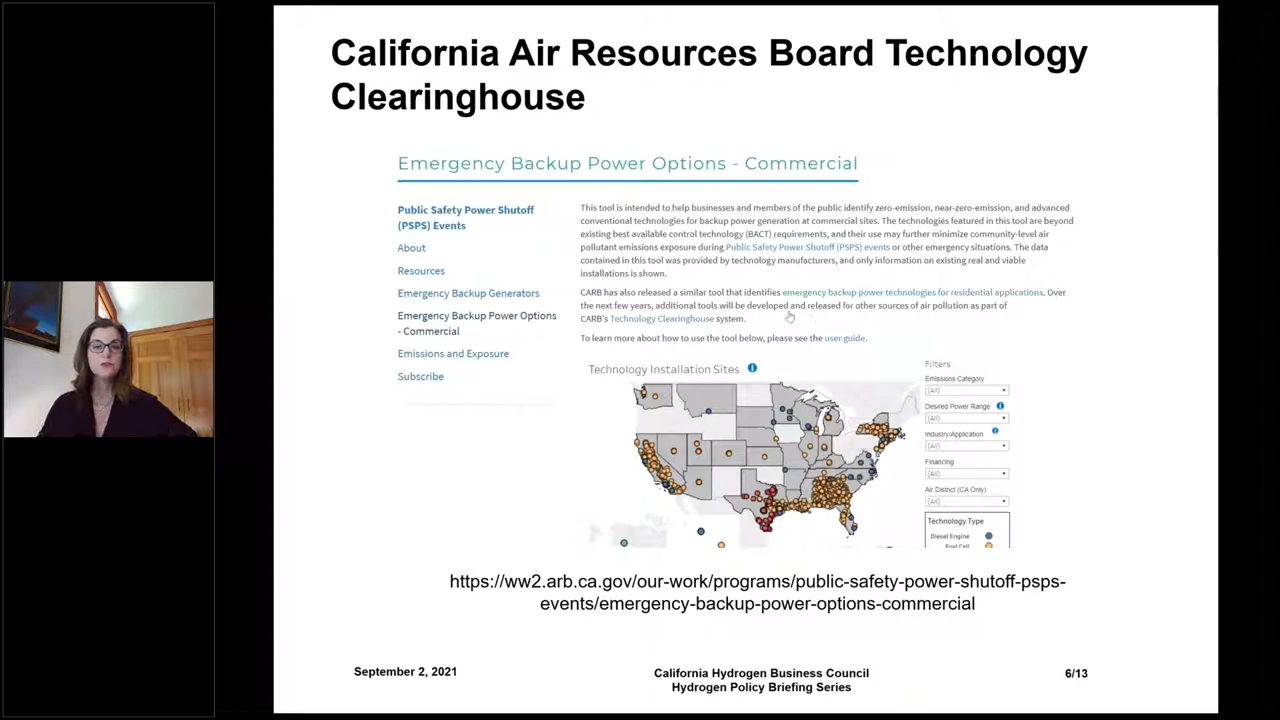 California Air Resources Board Technology
Clearinghouse
Emergency Backup Power Options - Commercial
Public Safety Power Shutoff
(PSPS) Events
About
Resources
Emergency Backup Generators
Emergency Backup Power Options
- Commercial
Emissions and Exposure
Subscribe
This tool is intended to help businesses and members of the public identify zero-emission, near-zero-emission, and advanced
conventional technologies for backup power generation at commercial sites. The technologies featured in this tool are beyond
existing best available control technology (BACT) requirements, and their use may further minimize community-level air
pollutant emissions exposure during Public Safety Power Shutoff (PSPS) events or other emergency situations. The data
contained in this tool was provided by technology manufacturers, and only information on existing real and viable
installations is shown.
CARB has also released a similar tool that identifies emergency backup power technologies for residential applications. Over
the next few years, additional tools will be developed and released for other sources of air pollution as part of
CARB's Technology Clearinghouse system.
To learn more about how to use the tool below, please see the user guide.
Technology Installation Sites
Filters
Emissions Category
(All)
Desired Power Range
(All)
Industry/Application
(All)
Financing
(All)
Air District (CA Only)
(All)
Technology Type
Diesel Engine
Fuel Cell
https://ww2.arb.ca.gov/our-work/programs/public-safety-power-shutoff-psps-
events/emergency-backup-power-options-commercial
September 2, 2021
California Hydrogen Business Council
Hydrogen Policy Briefing Series
6/13